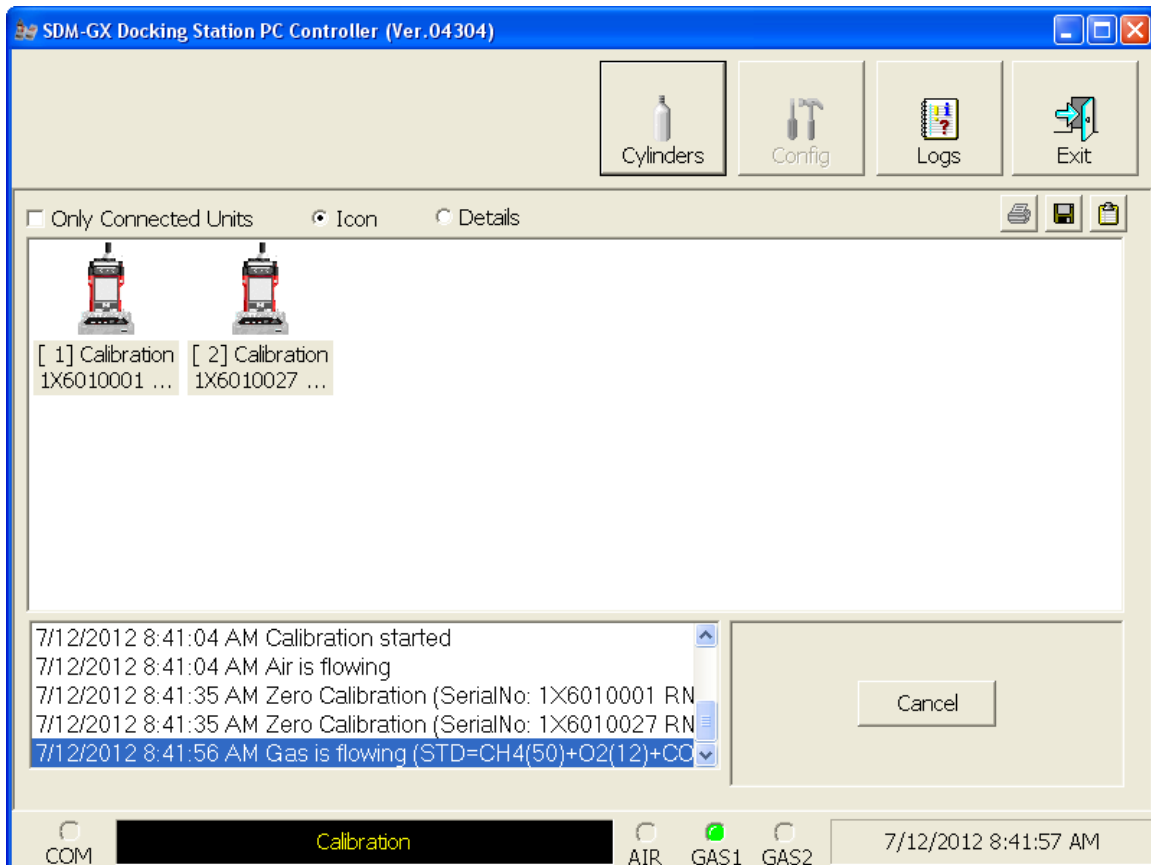 SDM-GX Docking Station PC Controller (Ver.04304)
Cylinders
Config
Logs
Exit
Only Connected Units
Icon
Details
[ 1] Calibration
1X6010001 ...
[ 2] Calibration
1X6010027 ...
7/12/2012 8:41:04 AM Calibration started
7/12/2012 8:41:04 AM Air is flowing
7/12/2012 8:41:35 AM Zero Calibration (SerialNo: 1X6010001 RN
7/12/2012 8:41:35 AM Zero Calibration (SerialNo: 1X6010027 RN
7/12/2012 8:41:56 AM Gas is flowing (STD=CH4(50)+O2(12)+CO
Cancel
COM
Calibration
AIR
GAS1
GAS2
7/12/2012 8:41:57 AM